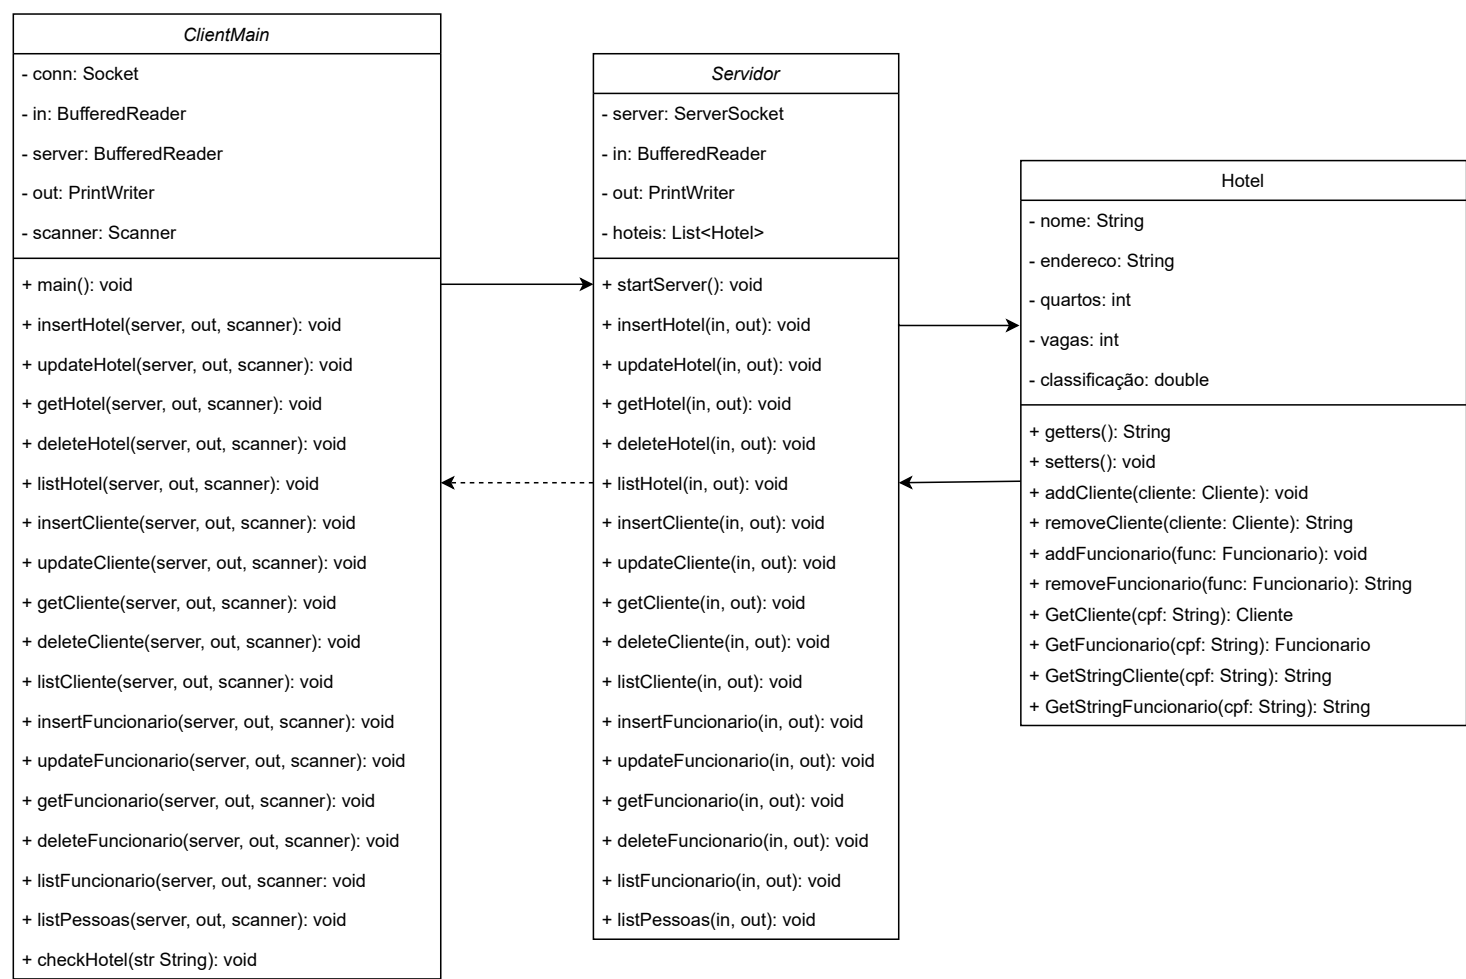 ClientMain
- conn: Socket
- in: BufferedReader
- server: BufferedReader
- out: PrintWriter
- scanner: Scanner
+ main(): void
+ insertHotel(server, out, scanner): void
+ updateHotel(server, out, scanner): void
+ getHotel(server, out, scanner): void
+ deleteHotel(server, out, scanner): void
+ listHotel(server, out, scanner): void
+ insertCliente(server, out, scanner): void
+ updateCliente(server, out, scanner): void
+ getCliente(server, out, scanner): void
+ deleteCliente(server, out, scanner): void
+ listCliente(server, out, scanner): void
+ insertFuncionario(server, out, scanner): void
+ updateFuncionario(server, out, scanner): void
+ getFuncionario(server, out, scanner): void
+ deleteFuncionario(server, out, scanner): void
+ listFuncionario(server, out, scanner: void
+ listPessoas(server, out, scanner): void
+ checkHotel(str String): void
Servidor
- server: ServerSocket
- in: BufferedReader
- out: PrintWriter
- hoteis: List<Hotel>
+ startServer(): void
+ insertHotel(in, out): void
+ updateHotel(in, out): void
+ getHotel(in, out): void
+ deleteHotel(in, out): void
+ listHotel(in, out): void
+ insertCliente(in, out): void
+ updateCliente(in, out): void
+ getCliente(in, out): void
+ deleteCliente(in, out): void
+ listCliente(in, out): void
+ insertFuncionario(in, out): void
+ updateFuncionario(in, out): void
+ getFuncionario(in, out): void
+ deleteFuncionario(in, out): void
+ listFuncionario(in, out): void
+ listPessoas(in, out): void
Hotel
- nome: String
- endereco: String
- quartos: int
- vagas: int
- classificação: double
+ getters(): String
+ setters(): void
+ addCliente(cliente: Cliente): void
+ removeCliente(cliente: Cliente): String
+ addFuncionario(func: Funcionario): void
+ removeFuncionario(func: Funcionario): String
+ GetCliente(cpf: String): Cliente
+ GetFuncionario(cpf: String): Funcionario
+ GetStringCliente(cpf: String): String
+ GetStringFuncionario(cpf: String): String